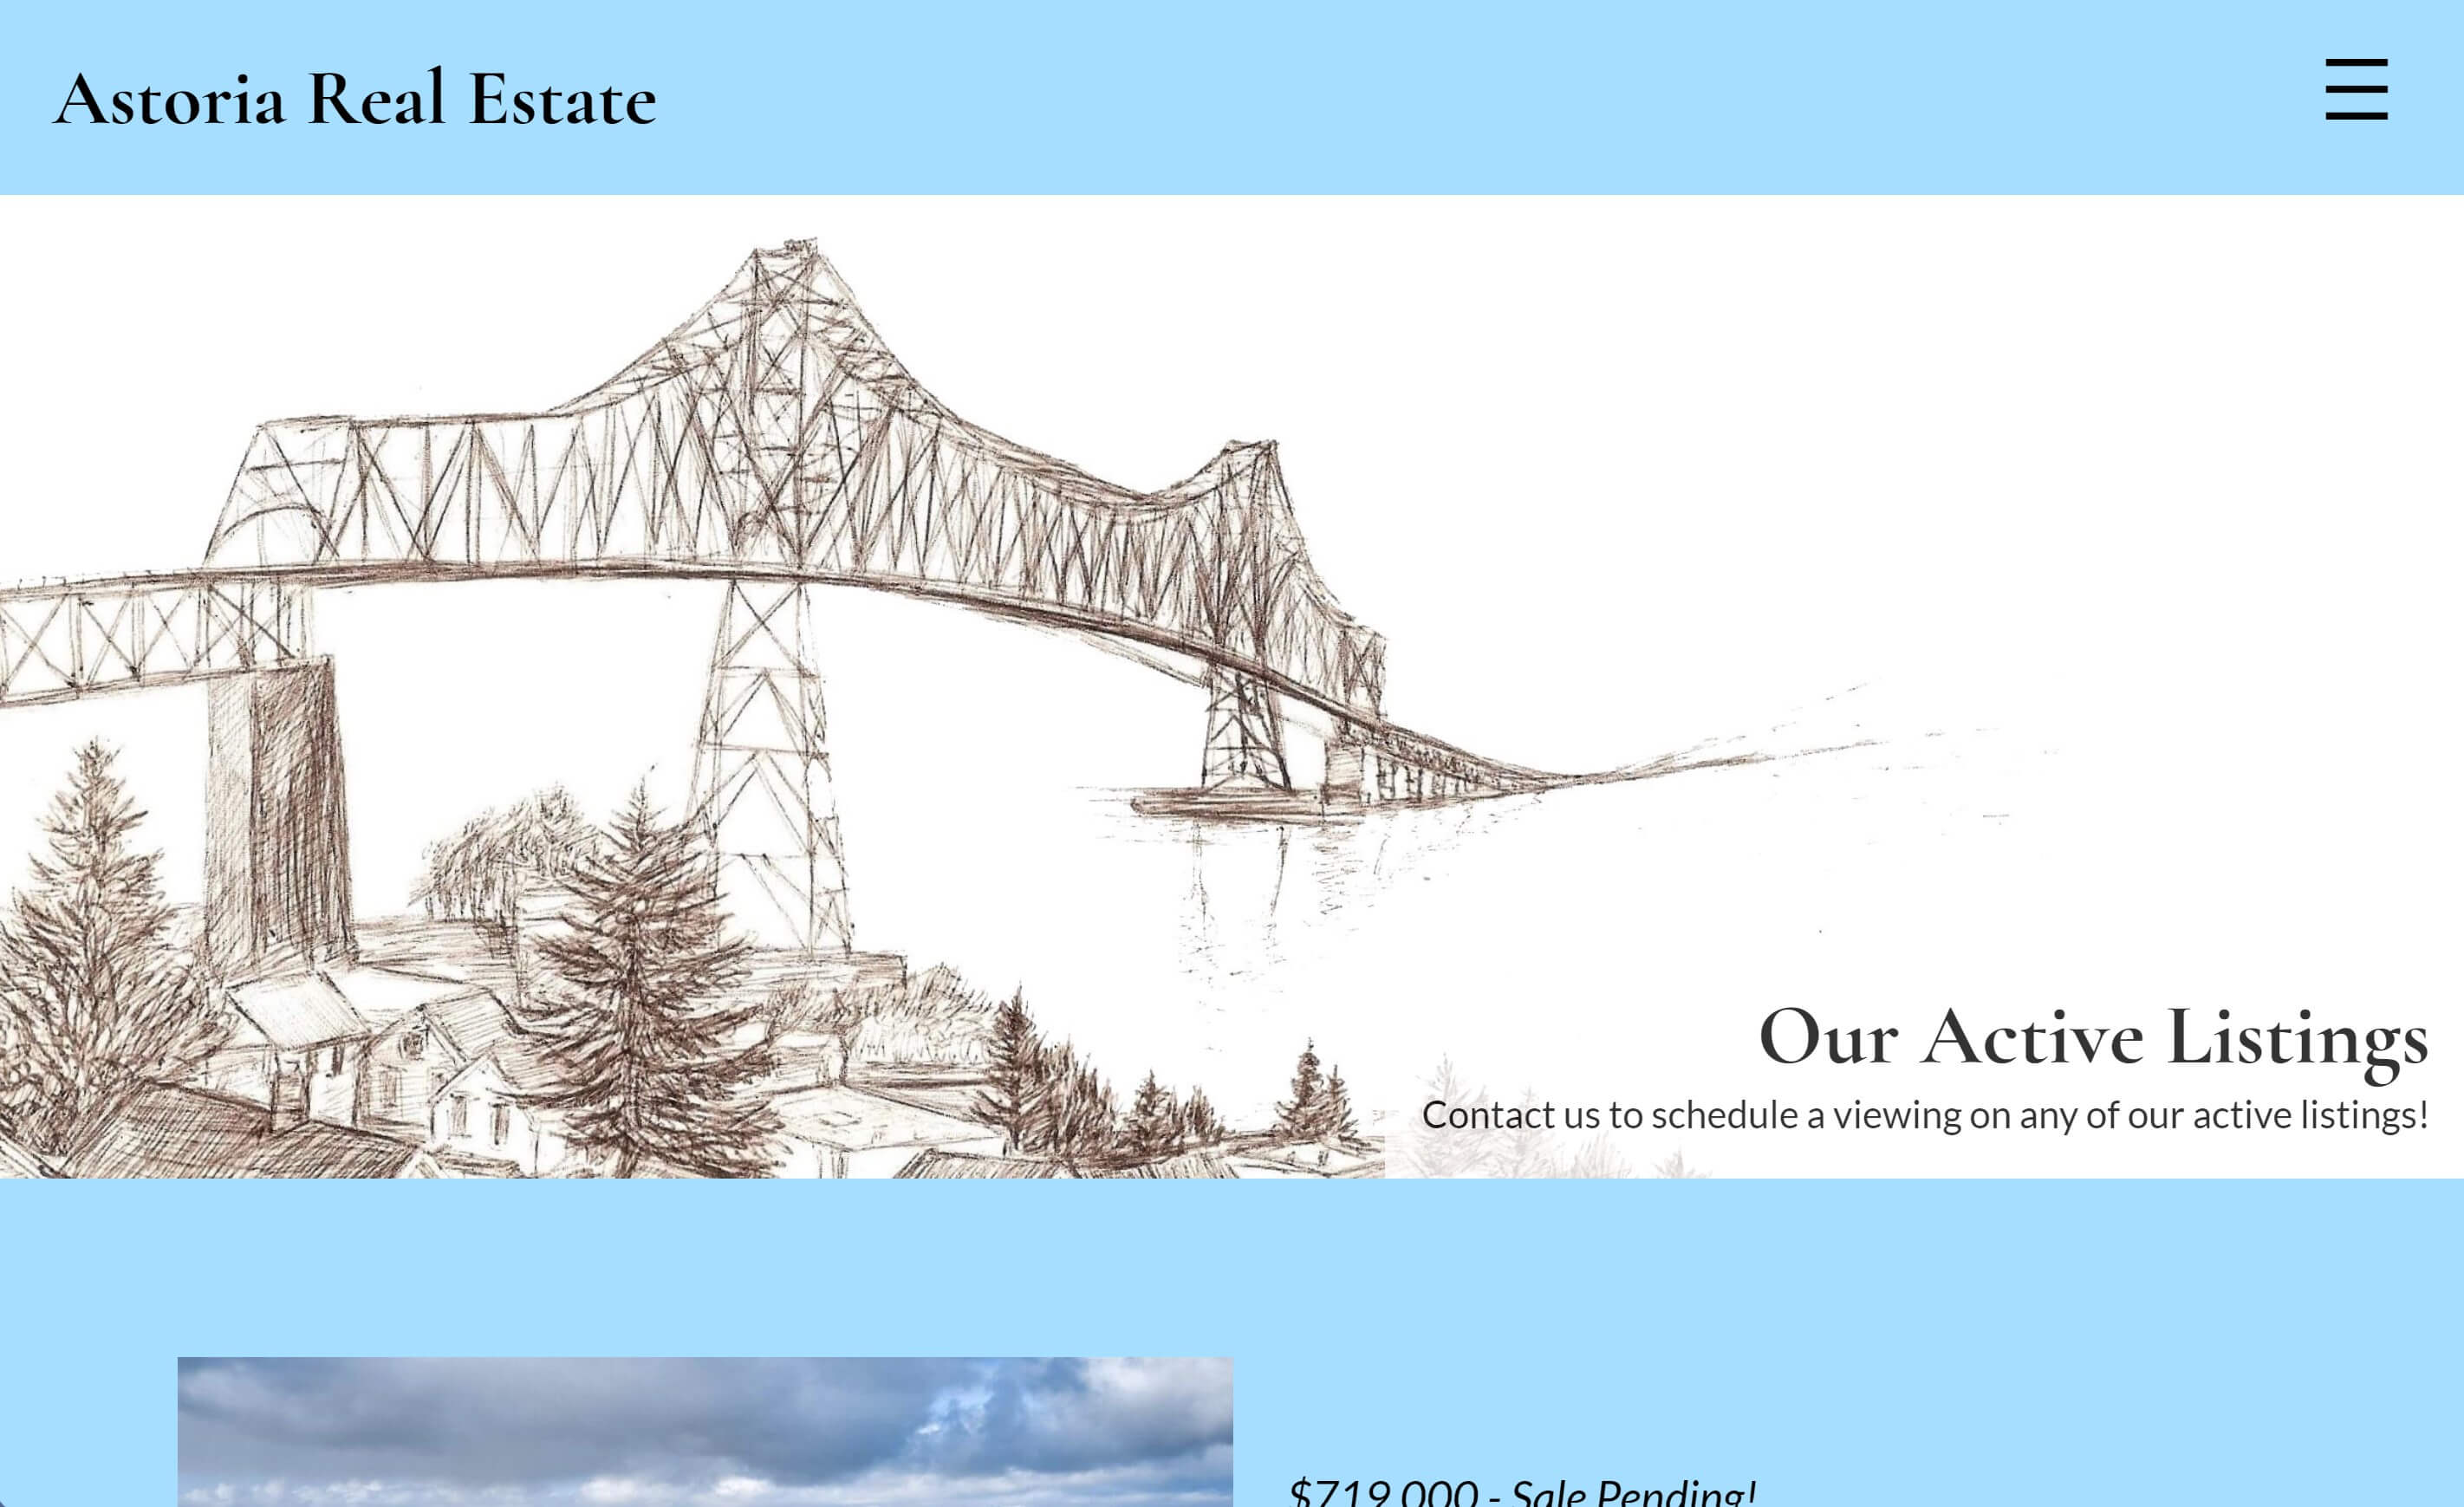 Astoria Real Estate
Our Active Listings
Contact us to schedule a viewing on any of our active listings!
$719,000 - Sale Pending!